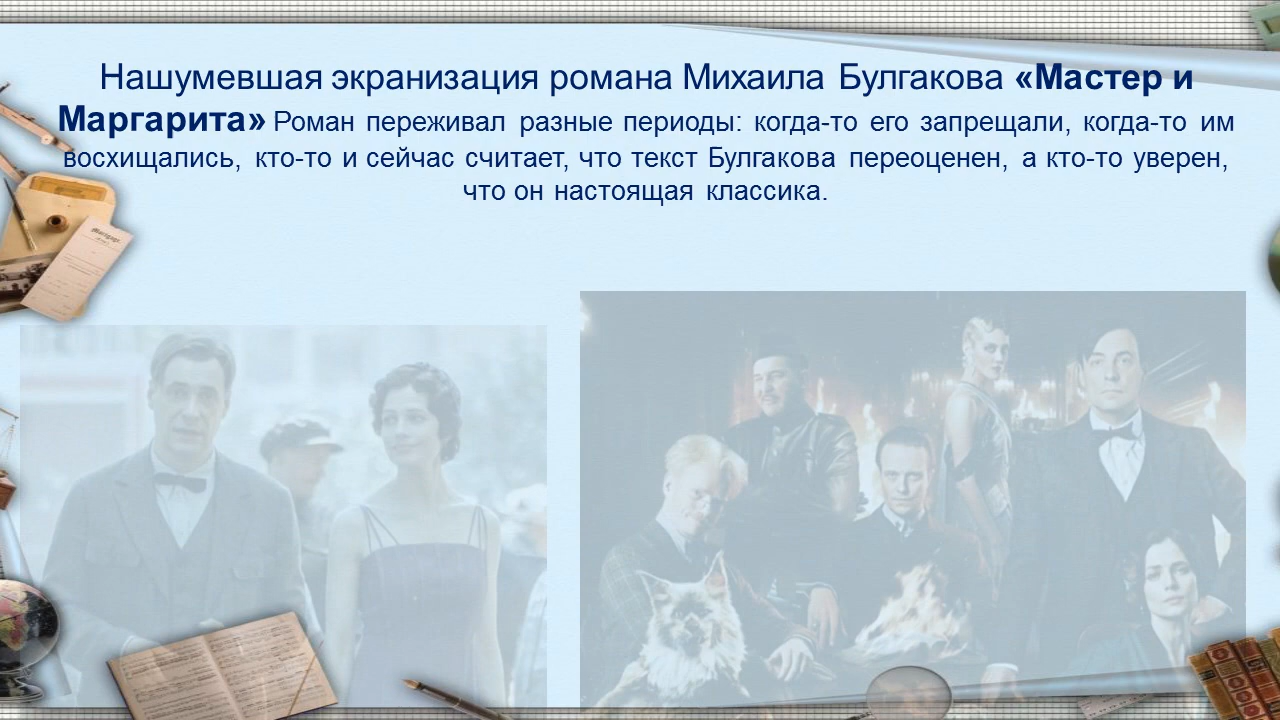 Нашумевшая экранизация романа Михаила Булгакова «Мастер и
Маргарита» Роман переживал разные периоды: когда-то его запрещали, когда-то им
восхищались, кто-то и сейчас считает, что текст Булгакова переоценен, а кто-то уверен,
что он настоящая классика.